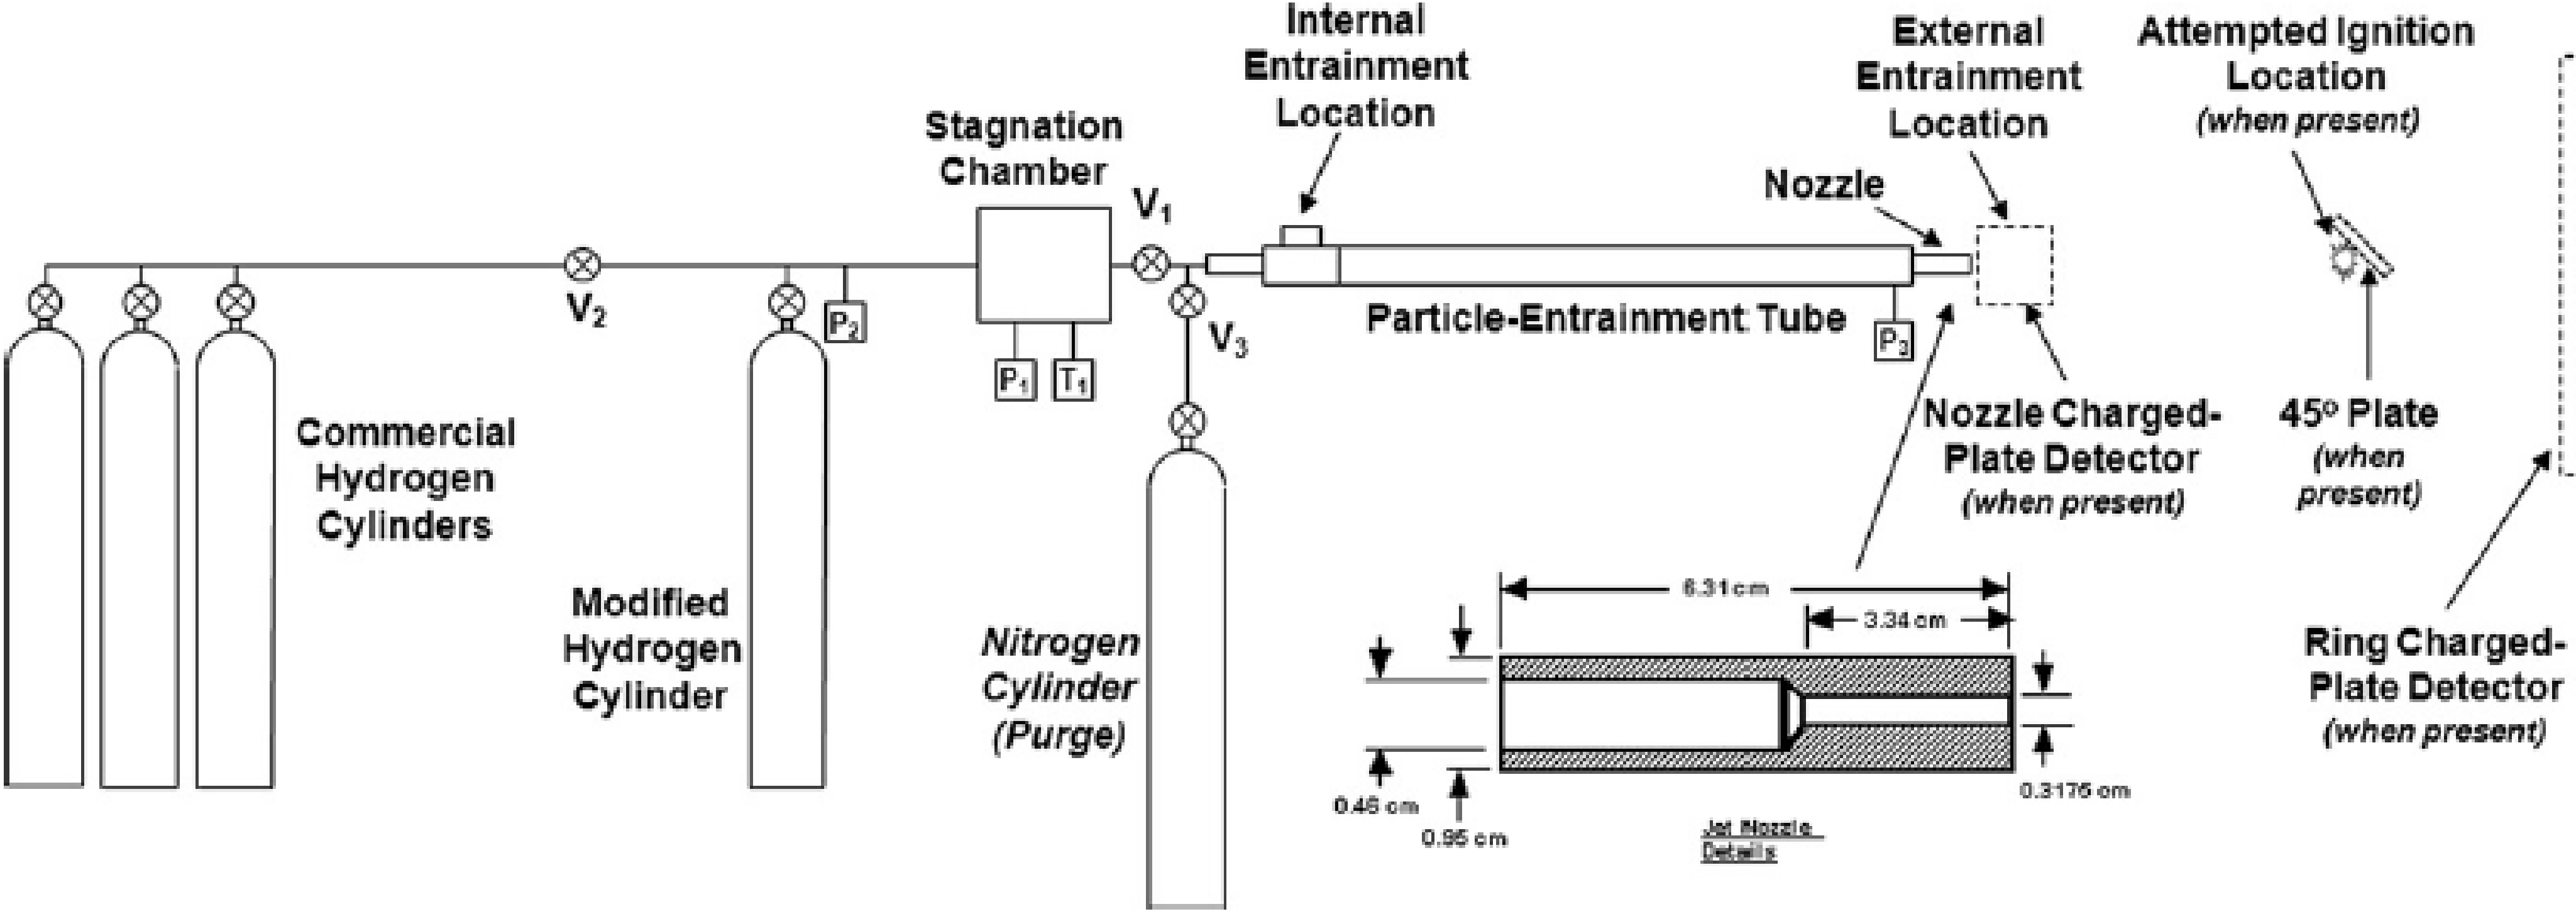 Internal
Entrainment
Location
External
Entrainment
Location
Attempted Ignition
Location
(when present)
Stagnation
Chamber
V1
Nozzle
V2
P2
P1
T1
V3
Particle-Entrainment Tube
P3
Commercial
Hydrogen
Cylinders
Nozzle Charged-
Plate Detector
(when present)
45º Plate
(when
present)
Modified
Hydrogen
Cylinder
Nitrogen
Cylinder
(Purge)
6.31 cm
3.34 cm
Ring Charged-
Plate Detector
(when present)
0.46 cm
0.95 cm
0.3175 cm
Jet Nozzle
Details